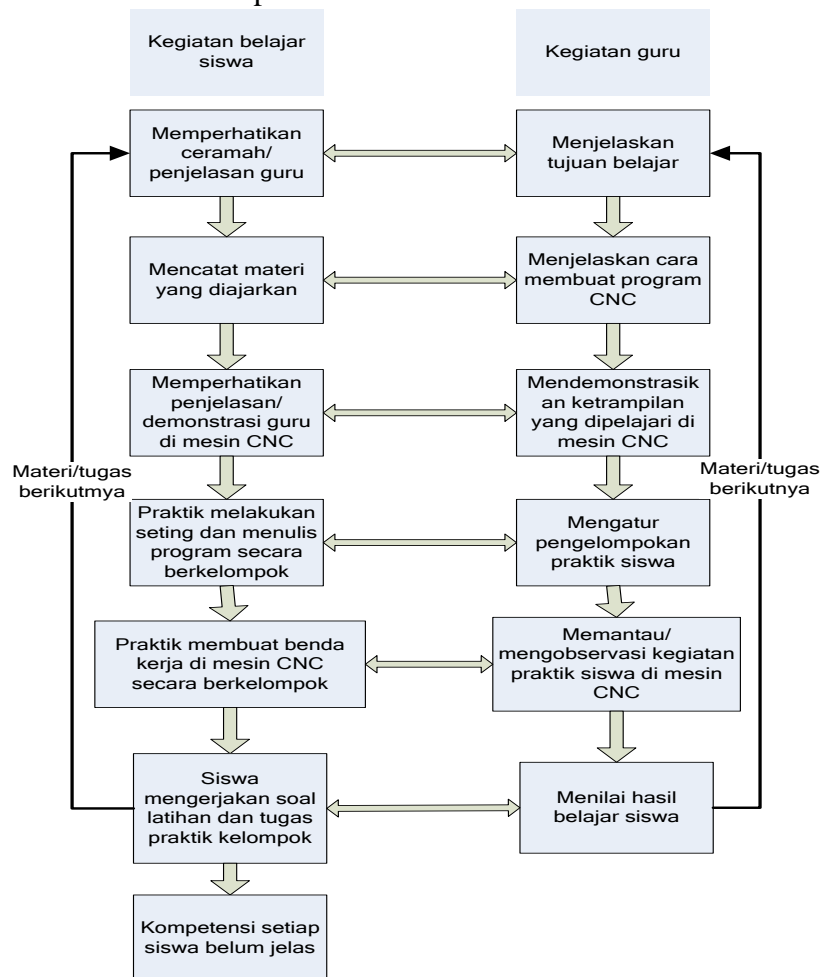 Kegiatan belajar
siswa
Kegiatan guru
Memperhatikan
ceramah/
penjelasan guru
Menjelaskan
tujuan belajar
Mencatat materi
yang diajarkan
Menjelaskan cara
membuat program
CNC
Memperhatikan
penjelasan/
demonstrasi guru
di mesin CNC
Mendemonstrasik
an ketrampilan
yang dipelajari di
mesin CNC
Materi/tugas
berikutmya
Materi/tugas
berikutnya
Praktik melakukan
seting dan menulis
program secara
berkelompok
Mengatur
pengelompokan
praktik siswa
Praktik membuat benda
kerja di mesin CNC
secara berkelompok
Memantau/
mengobservasi kegiatan
praktik siswa di mesin
CNC
Siswa
mengerjakan soal
latihan dan tugas
praktik kelompok
Menilai hasil
belajar siswa
Kompetensi setiap
siswa belum jelas